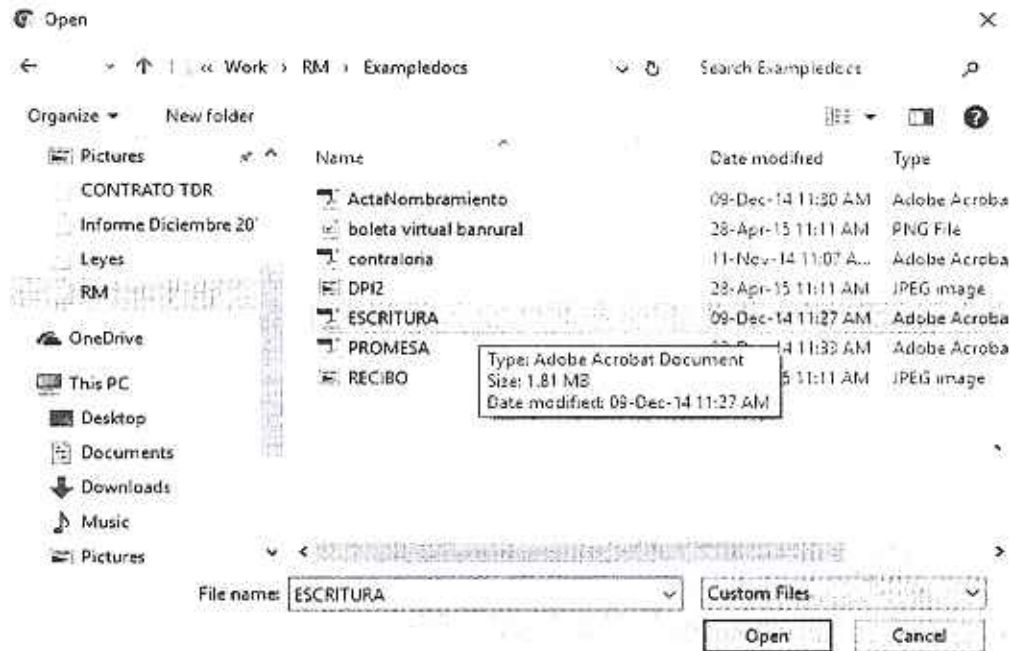 Open
« Work › RM › Exampledocs
Search Exampledocs
Organize
New folder
Pictures
CONTRATO TDR
Informe Diciembre 20'
Leyes
RM
OneDrive
This PC
Desktop
Documents
Downloads
Music
Pictures
Name Date modified Type
ActaNombramiento 09-Dec-14 11:30 AM Adobe Acroba
boleta virtual banrural 28-Apr-15 11:11 AM PNG File
contraloria 11-Nov-14 11:07 A... Adobe Acroba
DPI2 28-Apr-15 11:11 AM JPEG image
ESCRITURA 09-Dec-14 11:27 AM Adobe Acroba
PROMESA 14 11:33 AM Adobe Acroba
RECIBO 5 11:11 AM JPEG image
Type: Adobe Acrobat Document
Size: 1.81 MB
Date modified: 09-Dec-14 11:27 AM
File name: ESCRITURA
Custom Files
Open
Cancel